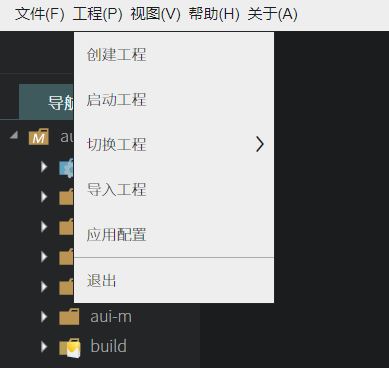 文件(F) 工程(P) 视图(V) 帮助(H) 关于(A)
创建工程
启动工程
切换工程
导入工程
应用配置
退出
导航
M
aui-m
build